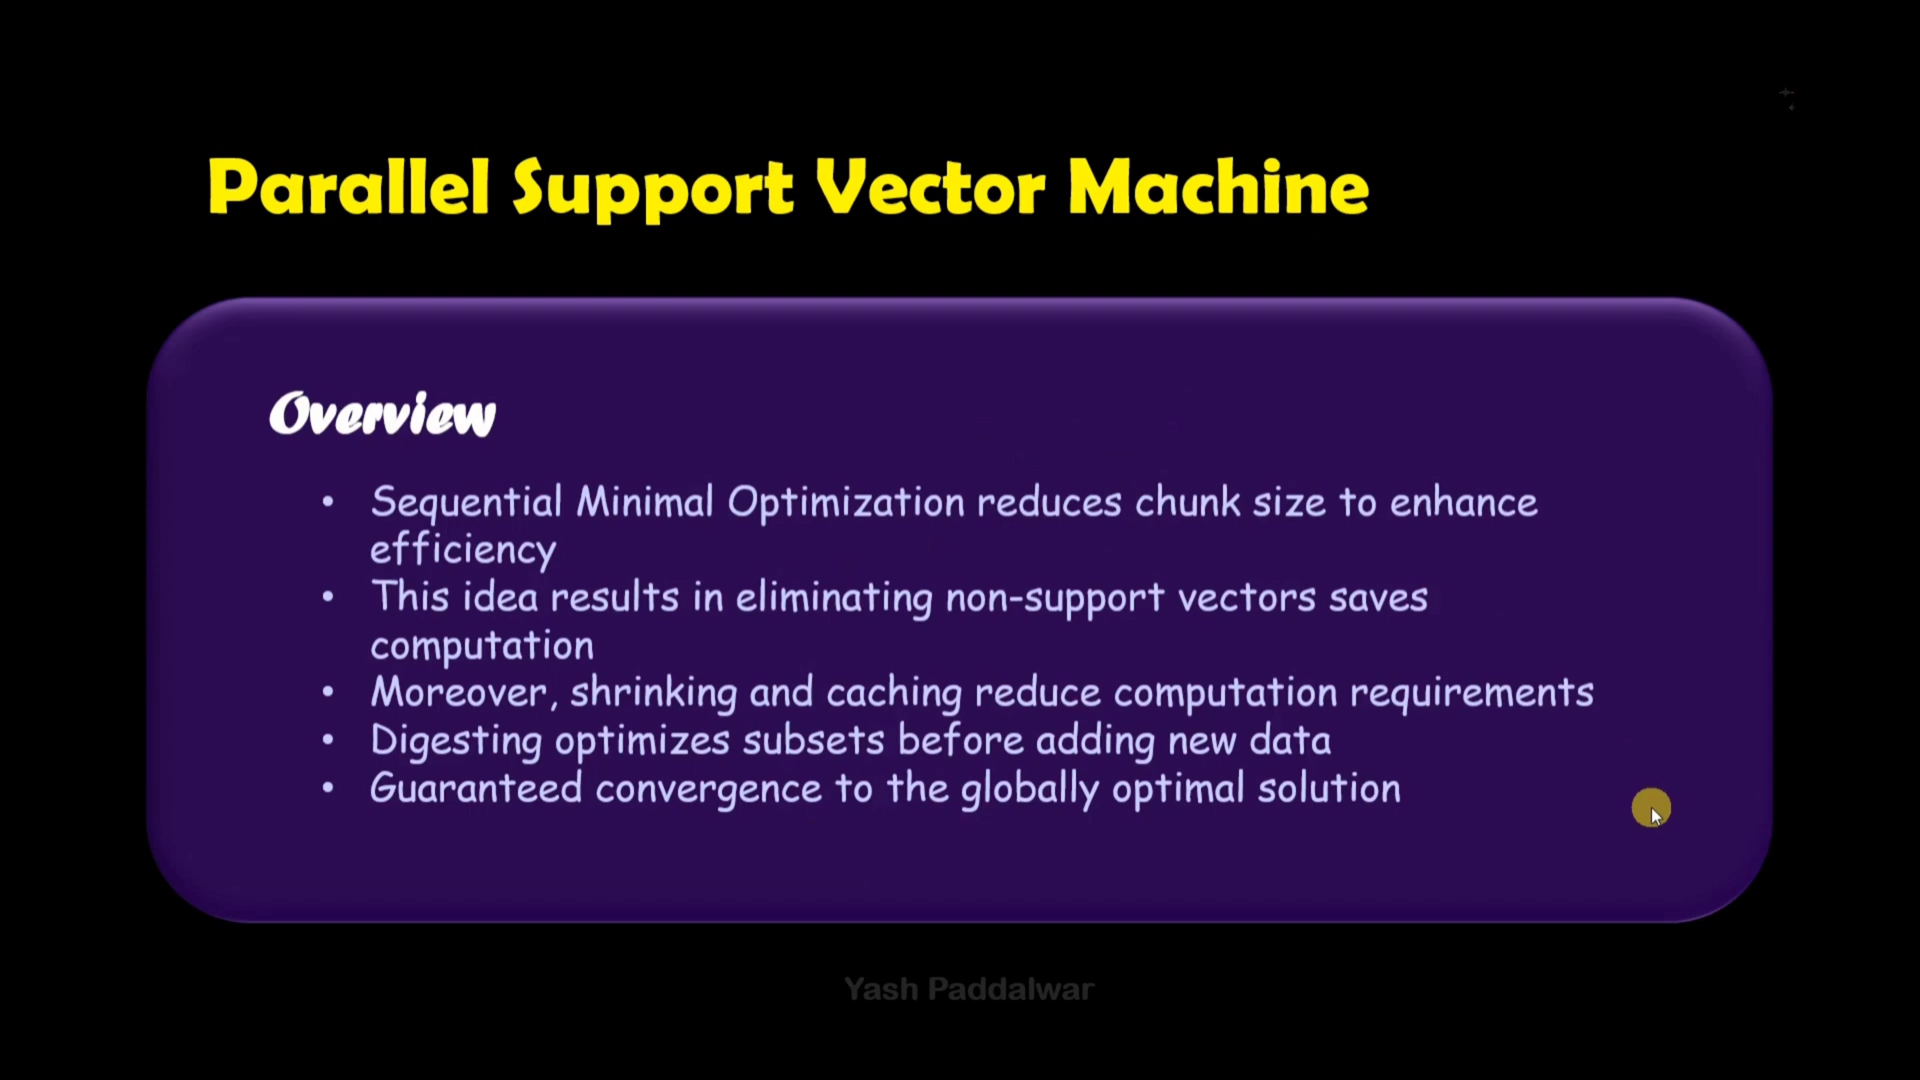 Parallel Support Vector Machine
Overview
• Sequential Minimal Optimization reduces chunk size to enhance
efficiency
• This idea results in eliminating non-support vectors saves
computation
• Moreover, shrinking and caching reduce computation requirements
• Digesting optimizes subsets before adding new data
• Guaranteed convergence to the globally optimal solution
Yash Paddalwar